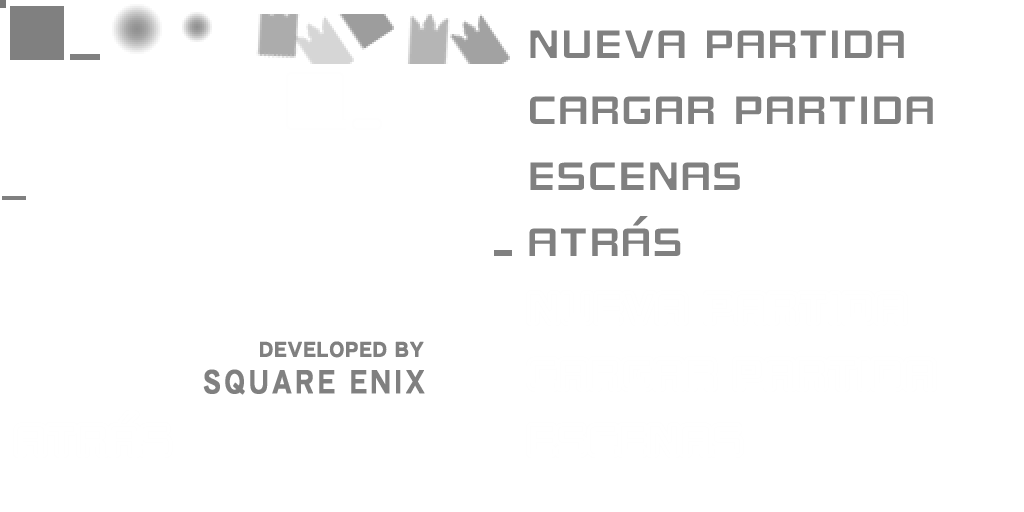 NUEVA PARTIDA
CARGAR PARTIDA
ESCENAS
ATRÁS
DEVELOPED BY
SQUARE ENIX